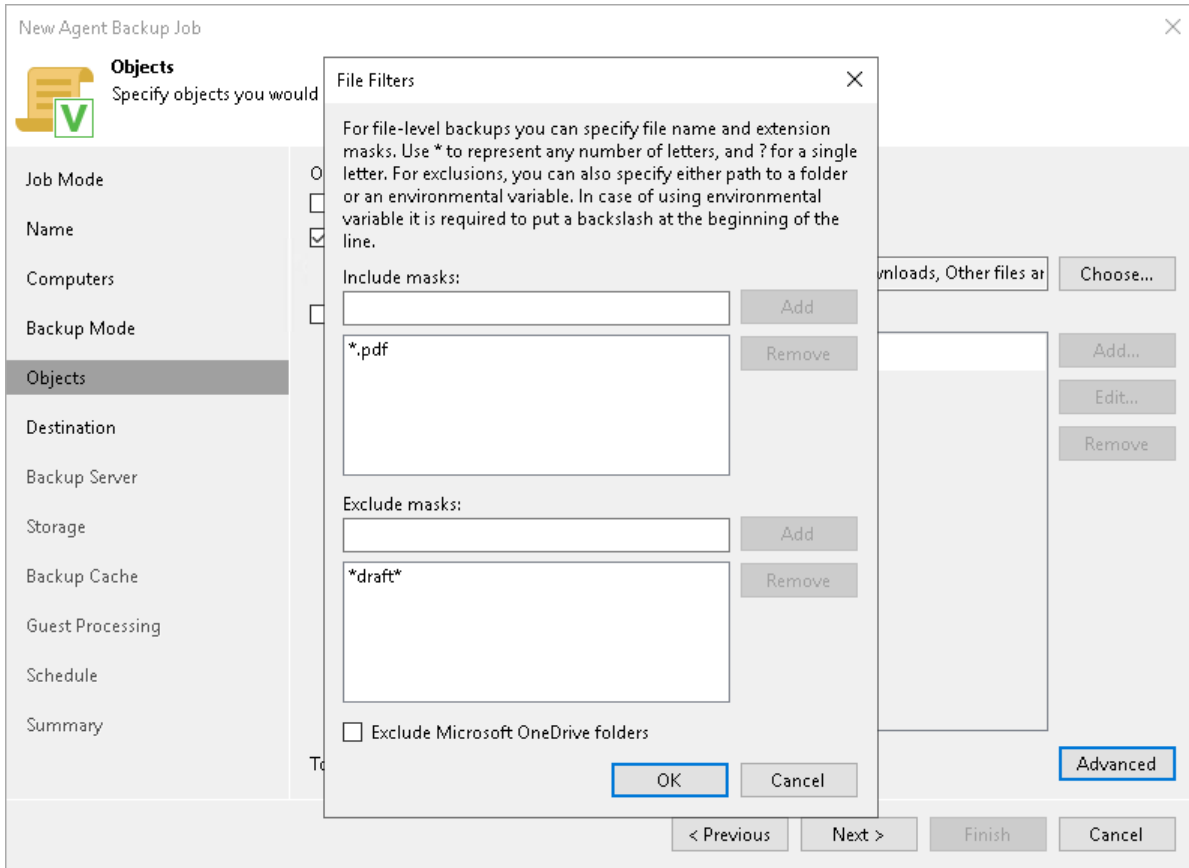 New Agent Backup Job
Objects
Specify objects you would
File Filters
For file-level backups you can specify file name and extension
masks. Use * to represent any number of letters, and ? for a single
letter. For exclusions, you can also specify either path to a folder
or an environmental variable. In case of using environmental
variable it is required to put a backslash at the beginning of the
line.
Include masks:
Add
*.pdf
Remove
Exclude masks:
Add
*draft*
Remove
Exclude Microsoft OneDrive folders
OK
Cancel
Job Mode
Name
Computers
Backup Mode
Objects
Destination
Backup Server
Storage
Backup Cache
Guest Processing
Schedule
Summary
Other files
Choose...
Add...
Edit...
Remove
Advanced
< Previous
Next >
Finish
Cancel
V